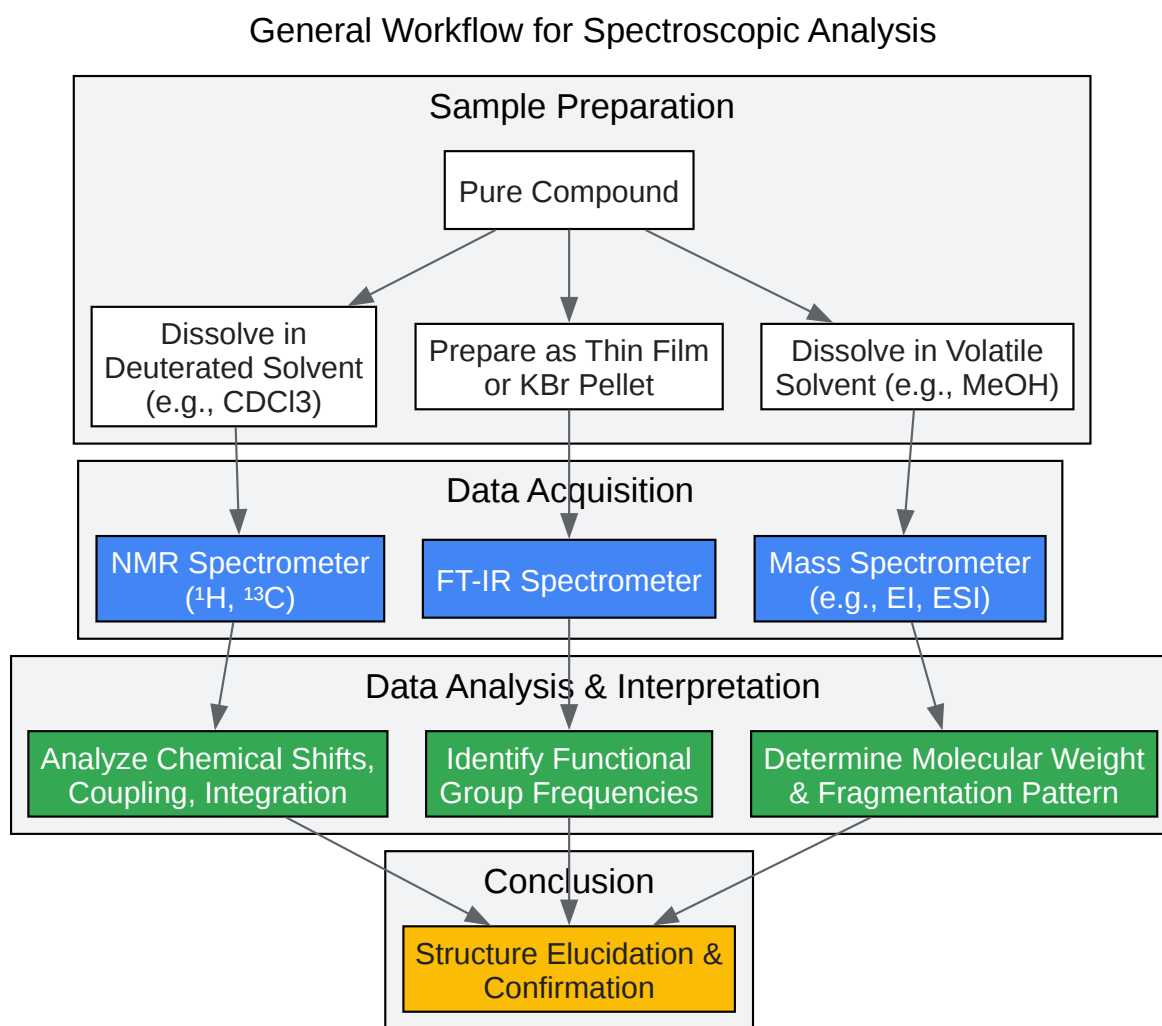 General Workflow for Spectroscopic Analysis
Sample Preparation
Pure Compound
Dissolve in
Deuterated Solvent
(e.g., CDCl3)
Prepare as Thin Film
or KBr Pellet
Dissolve in Volatile
Solvent (e.g., MeOH)
Data Acquisition
NMR Spectrometer
(¹H, ¹³C)
FT-IR Spectrometer
Mass Spectrometer
(e.g., EI, ESI)
Data Analysis & Interpretation
Analyze Chemical Shifts,
Coupling, Integration
Identify Functional
Group Frequencies
Determine Molecular Weight
& Fragmentation Pattern
Conclusion
Structure Elucidation &
Confirmation